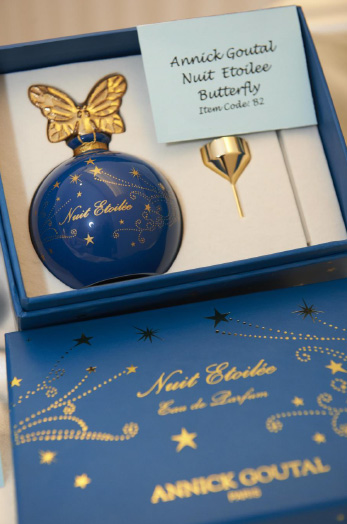 Annick Goutal
Nuit Etoilee
Butterfly
Item Code: B2
Nuit Etoilée
Nuit Etoilée
Eau de Parfum
ANNICK GOUTAL
PARIS